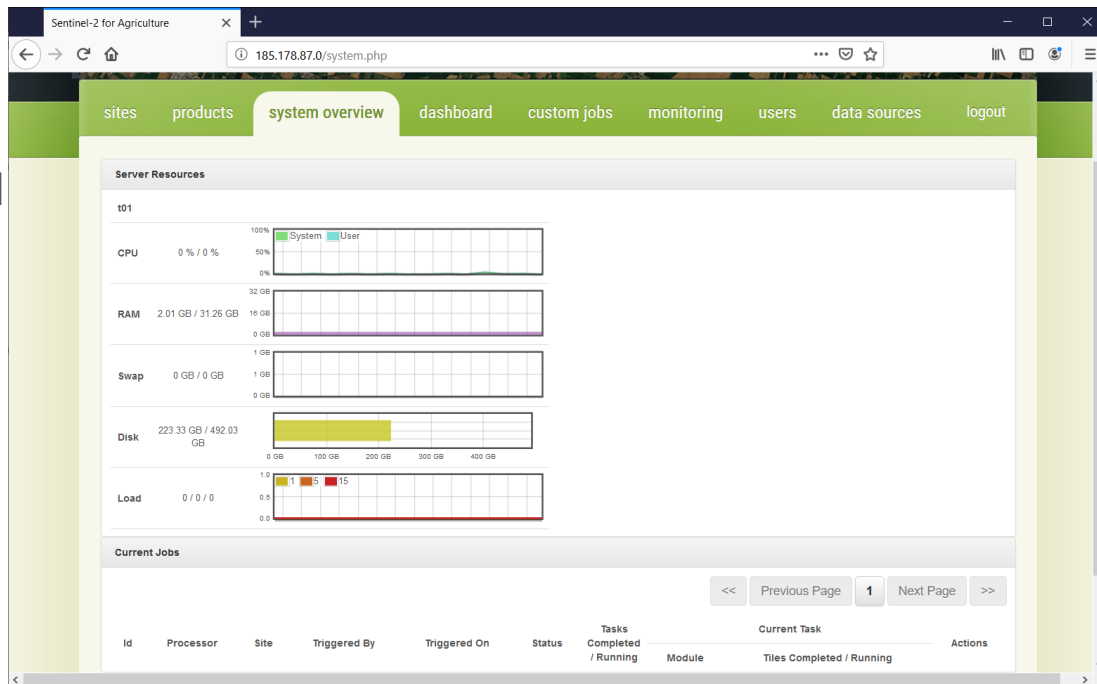 Sentinel-2 for Agriculture
185.178.87.0/system.php
sites products system overview dashboard custom jobs monitoring users data sources logout
Server Resources
t01
CPU 0 % / 0 %
100%
50%
0%
System User
RAM 2.01 GB / 31.26 GB
32 GB
16 GB
0 GB
Swap 0 GB / 0 GB
1 GB
1 GB
0 GB
Disk 223.33 GB / 492.03
GB
0 GB 100 GB 200 GB 300 GB 400 GB
Load 0 / 0 / 0
1.0
0.5
0.0
1 5 15
Current Jobs
<< Previous Page 1 Next Page >>
Id Processor Site Triggered By Triggered On Status
Tasks
Completed
/ Running
Current Task
Module Tiles Completed / Running
Actions